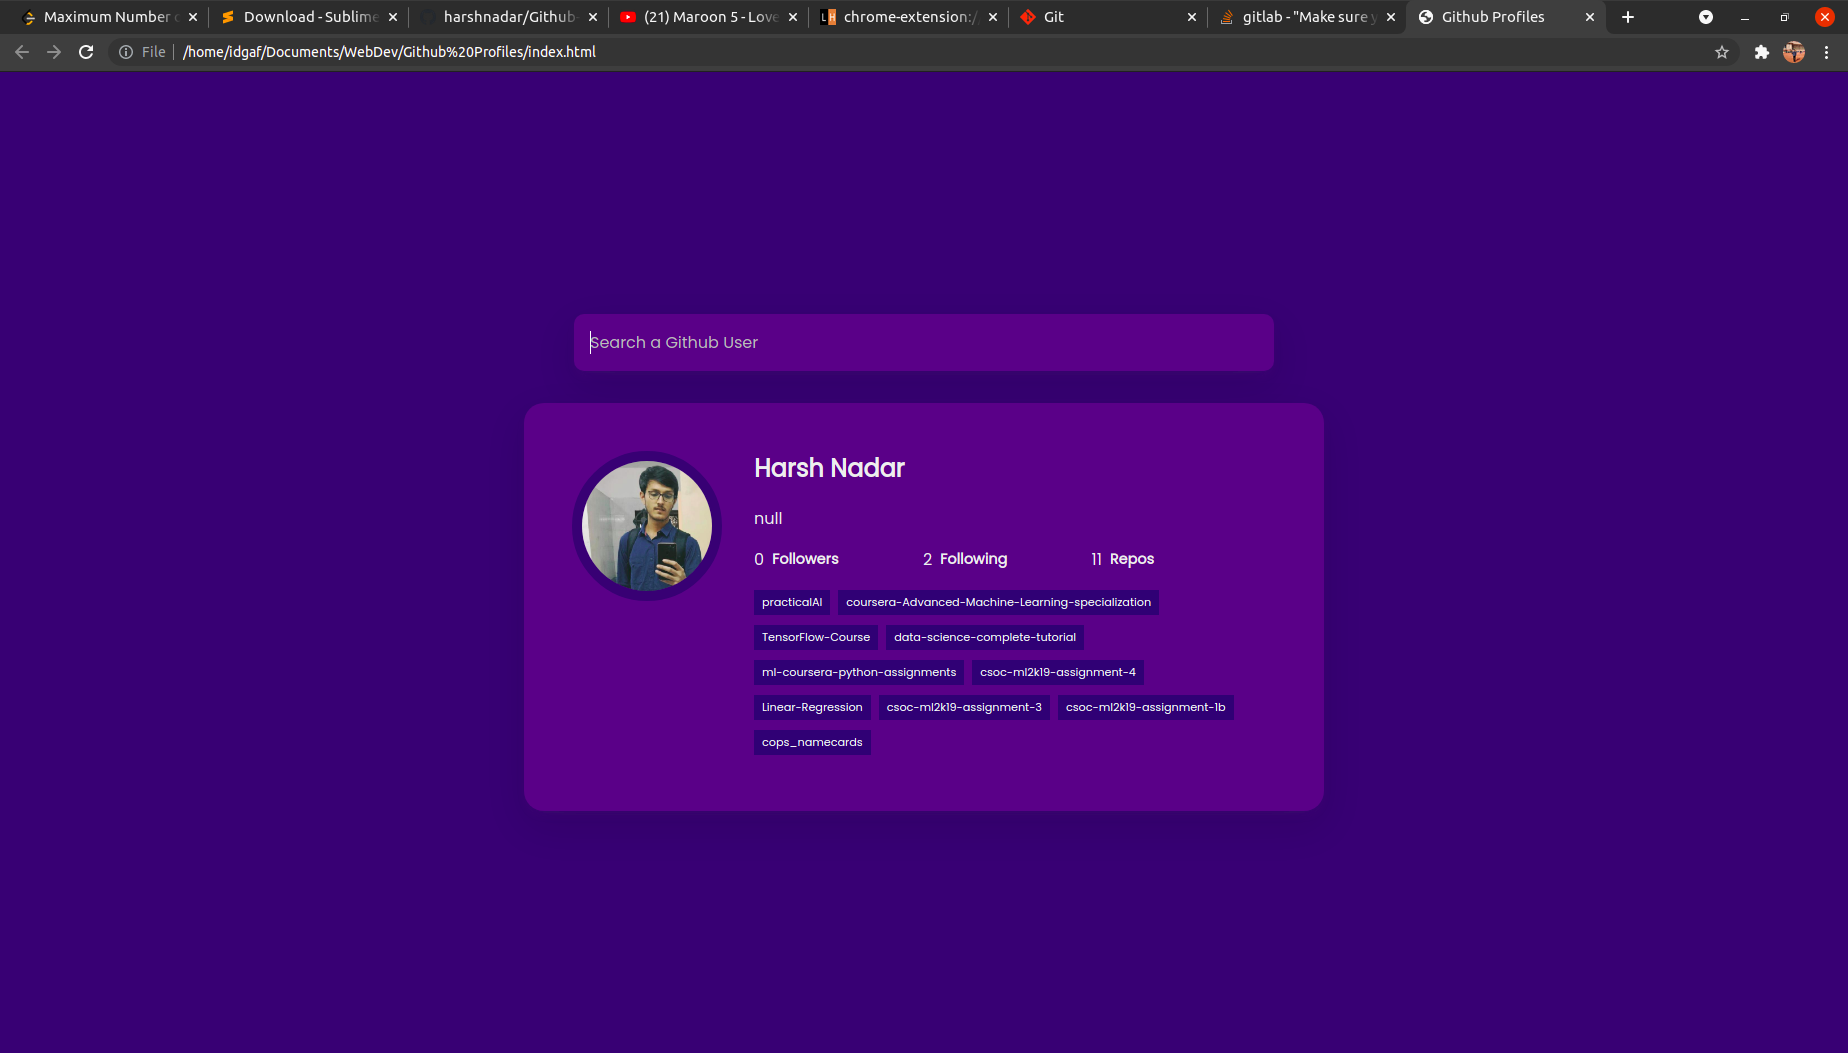 Maximum Number o
Download - Sublime
harshnadar/Github-
(21) Maroon 5 - Love
LH
chrome-extension:/
Git
gitlab - "Make sure y
Github Profiles
File
/home/idgaf/Documents/WebDev/Github%20Profiles/index.html
Search a Github User
Harsh Nadar
null
0 Followers 2 Following 11 Repos
practicalAI coursera-Advanced-Machine-Learning-specialization
TensorFlow-Course data-science-complete-tutorial
ml-coursera-python-assignments csoc-ml2k19-assignment-4
Linear-Regression csoc-ml2k19-assignment-3 csoc-ml2k19-assignment-1b
cops_namecards